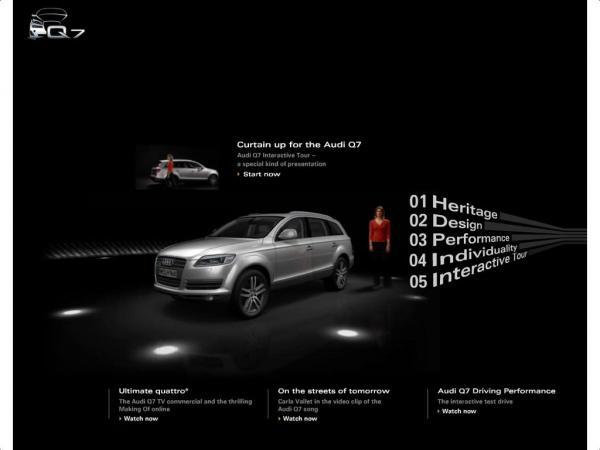 Q7
Curtain up for the Audi Q7
Audi Q7 Interactive Tour –
a special kind of presentation
Start now
01 Heritage
02 Design
03 Performance
04 Individuality
05 Interactive Tour
Ultimate quattro®
The Audi Q7 TV commercial and the thrilling
Making Of online
Watch now
On the streets of tomorrow
Carla Vallet in the video clip of the
Audi Q7 song
Watch now
Audi Q7 Driving Performance
The interactive test drive
Watch now